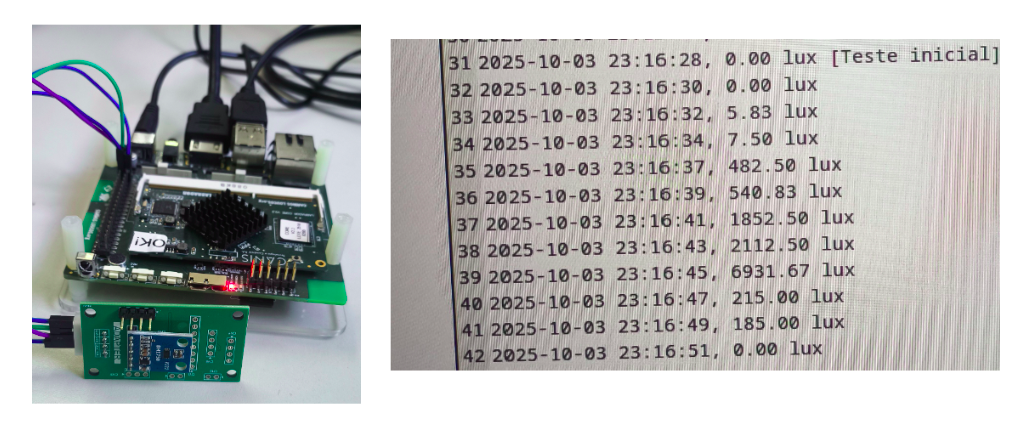 OK!
31 2025-10-03 23:16:28, 0.00 lux [Teste inicial]
32 2025-10-03 23:16:30, 0.00 lux
33 2025-10-03 23:16:32, 5.83 lux
34 2025-10-03 23:16:34, 7.50 lux
35 2025-10-03 23:16:37, 482.50 lux
36 2025-10-03 23:16:39, 540.83 lux
37 2025-10-03 23:16:41, 1852.50 lux
38 2025-10-03 23:16:43, 2112.50 lux
39 2025-10-03 23:16:45, 6931.67 lux
40 2025-10-03 23:16:47, 215.00 lux
41 2025-10-03 23:16:49, 185.00 lux
42 2025-10-03 23:16:51, 0.00 lux